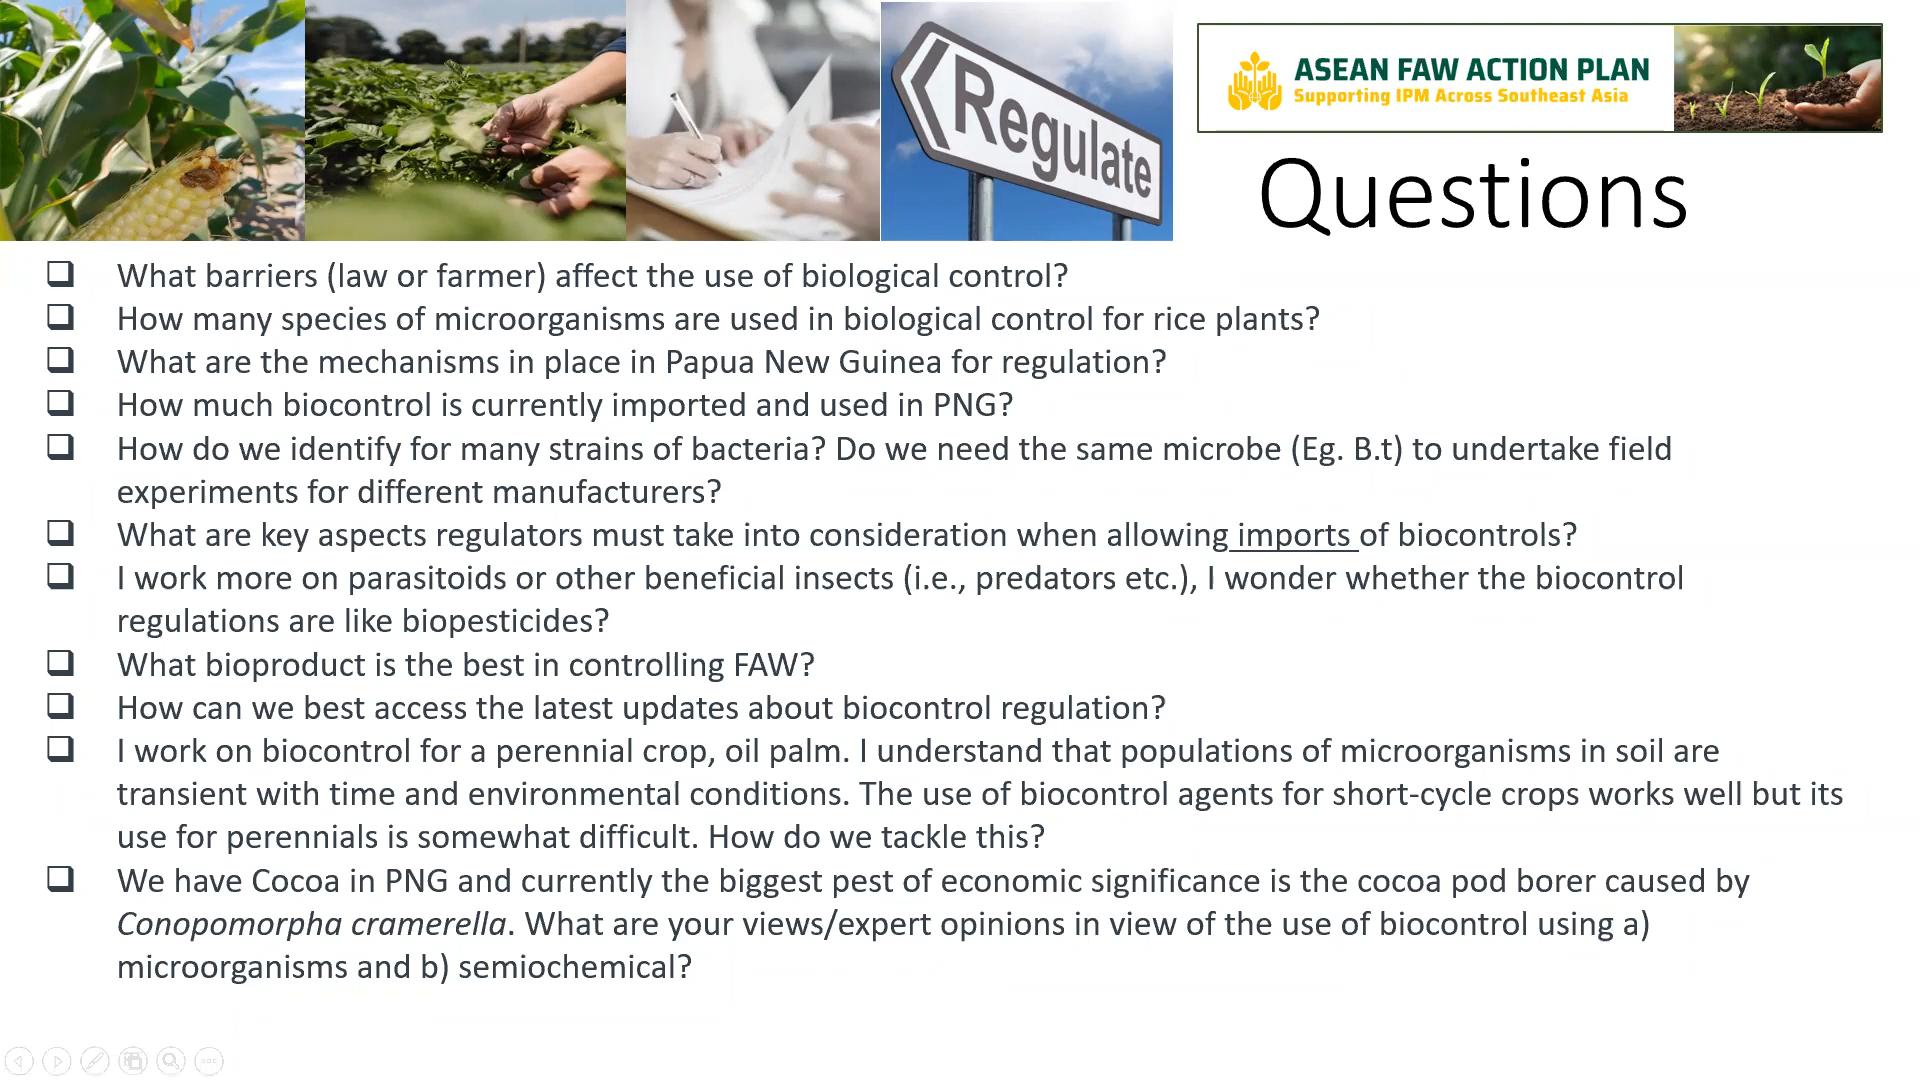 Regulate
ASEAN FAW ACTION PLAN
Supporting IPM Across Southeast Asia
Questions
What barriers (law or farmer) affect the use of biological control?
How many species of microorganisms are used in biological control for rice plants?
What are the mechanisms in place in Papua New Guinea for regulation?
How much biocontrol is currently imported and used in PNG?
How do we identify for many strains of bacteria? Do we need the same microbe (Eg. B.t) to undertake field
experiments for different manufacturers?
What are key aspects regulators must take into consideration when allowing imports of biocontrols?
I work more on parasitoids or other beneficial insects (i.e., predators etc.), I wonder whether the biocontrol
regulations are like biopesticides?
What bioproduct is the best in controlling FAW?
How can we best access the latest updates about biocontrol regulation?
I work on biocontrol for a perennial crop, oil palm. I understand that populations of microorganisms in soil are
transient with time and environmental conditions. The use of biocontrol agents for short-cycle crops works well but its
use for perennials is somewhat difficult. How do we tackle this?
We have Cocoa in PNG and currently the biggest pest of economic significance is the cocoa pod borer caused by
Conopomorpha cramerella. What are your views/expert opinions in view of the use of biocontrol using a)
microorganisms and b) semiochemical?